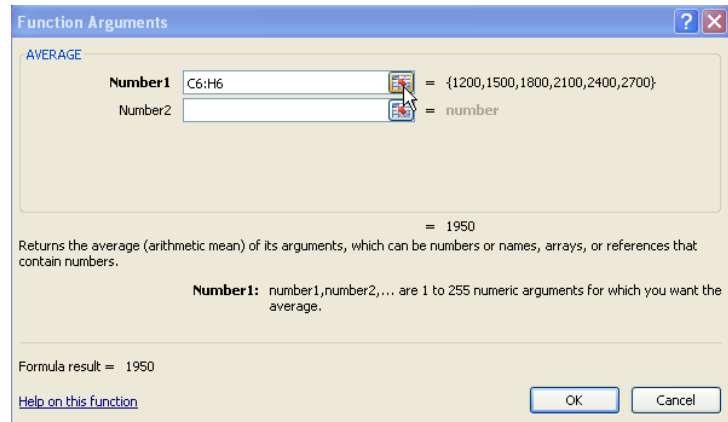 Function Arguments
AVERAGE
Number1 C6:H6 = {1200,1500,1800,2100,2400,2700}
Number2 = number
= 1950
Returns the average (arithmetic mean) of its arguments, which can be numbers or names, arrays, or references that
contain numbers.
Number1: number1,number2,... are 1 to 255 numeric arguments for which you want the
average.
Formula result = 1950
Help on this function
OK
Cancel